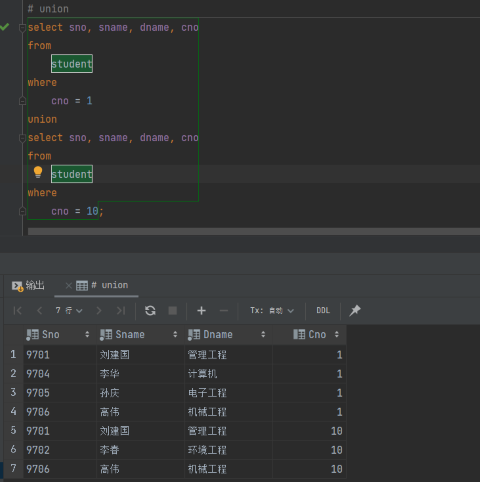 # union
select sno, sname, dname, cno
from
student
where
cno = 1
union
select sno, sname, dname, cno
from
student
where
cno = 10;
输出 # union
7 行 Tx: 自动 DDL
Sno Sname Dname Cno
1 9701 刘建国 管理工程 1
2 9704 李华 计算机 1
3 9705 孙庆 电子工程 1
4 9706 高伟 机械工程 1
5 9701 刘建国 管理工程 10
6 9702 李春 环境工程 10
7 9706 高伟 机械工程 10